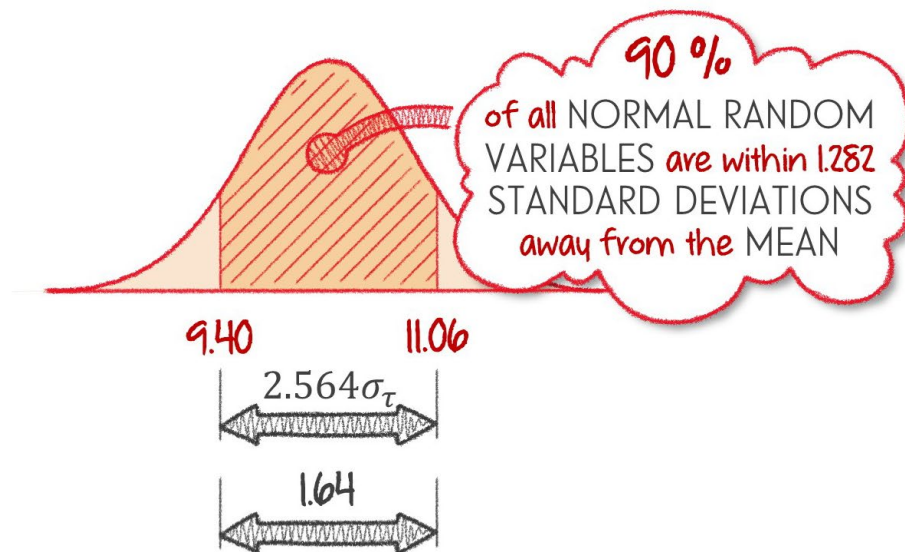 90 %
of all NORMAL RANDOM
VARIABLES are within 1.282
STANDARD DEVIATIONS
away from the MEAN
9.40 11.06
2.564σ_τ
1.64